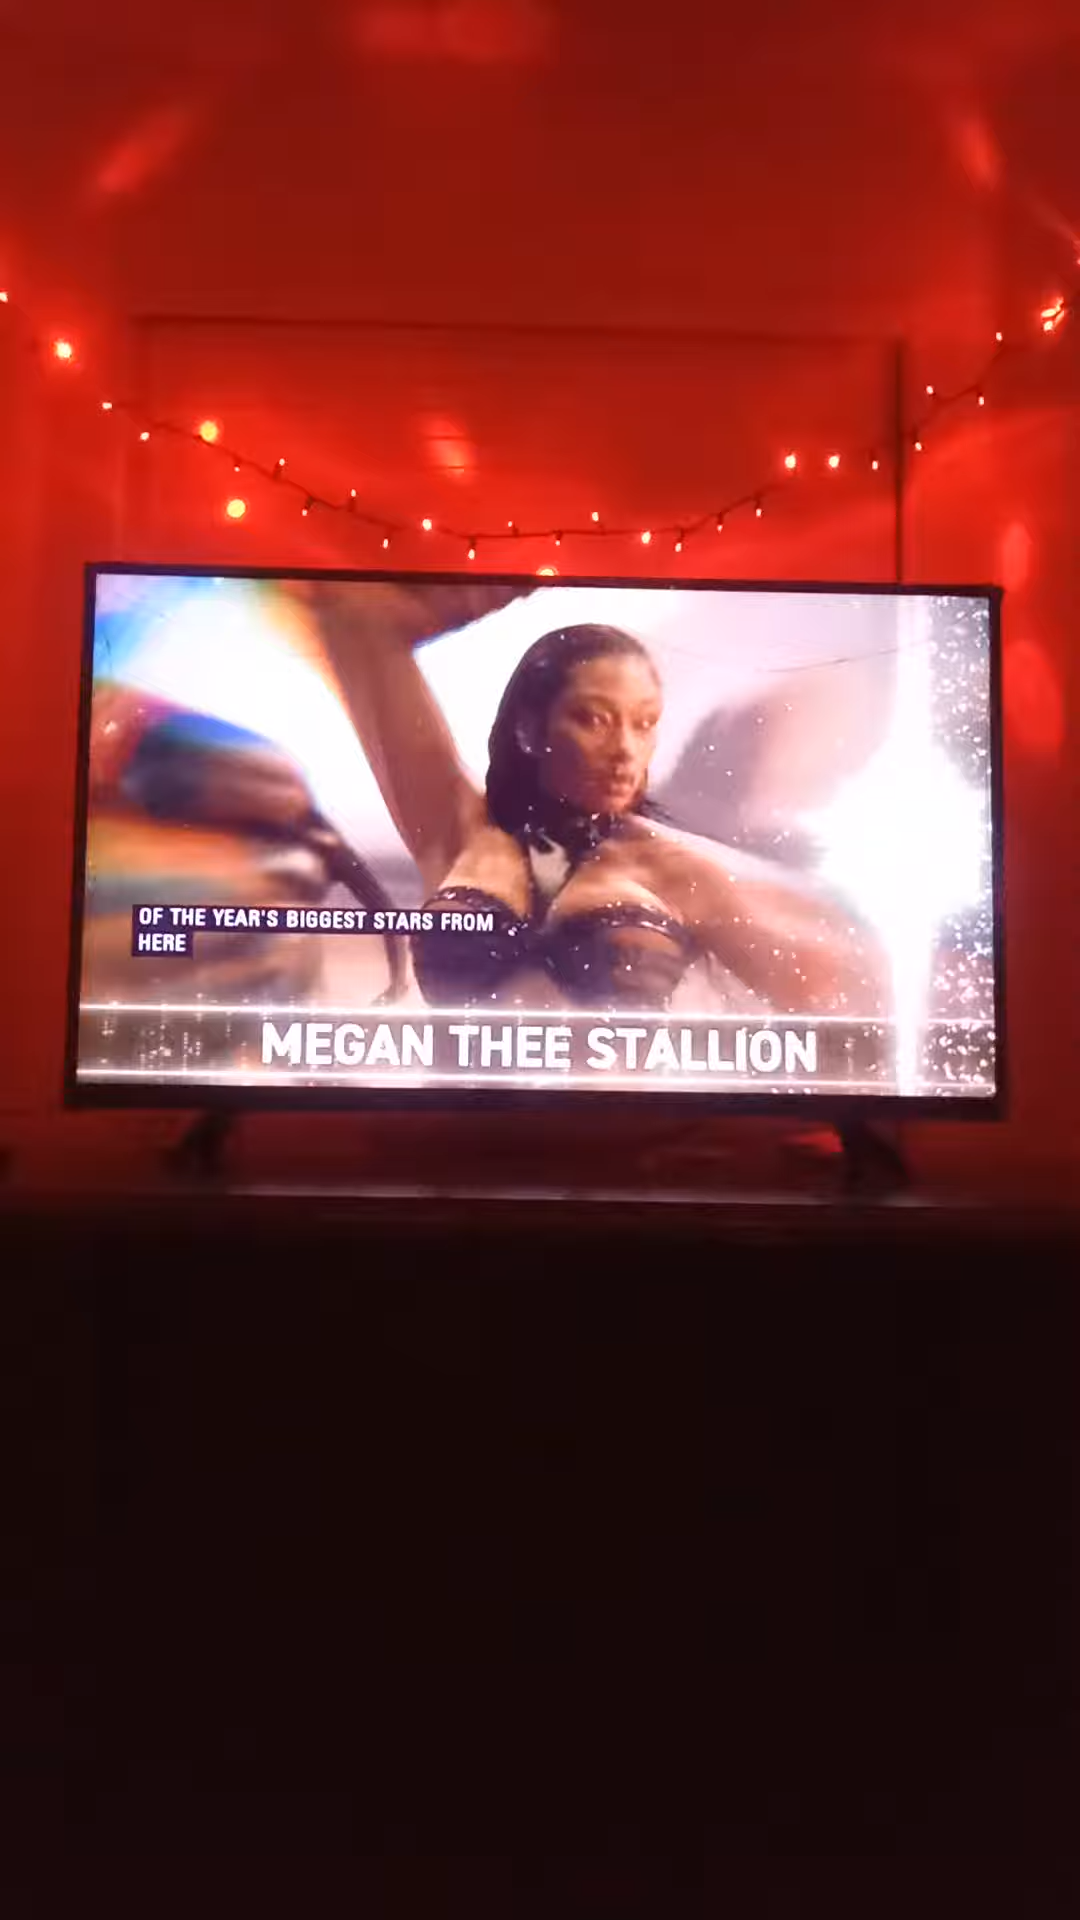 OF THE YEAR'S BIGGEST STARS FROM
HERE
MEGAN THEE STALLION